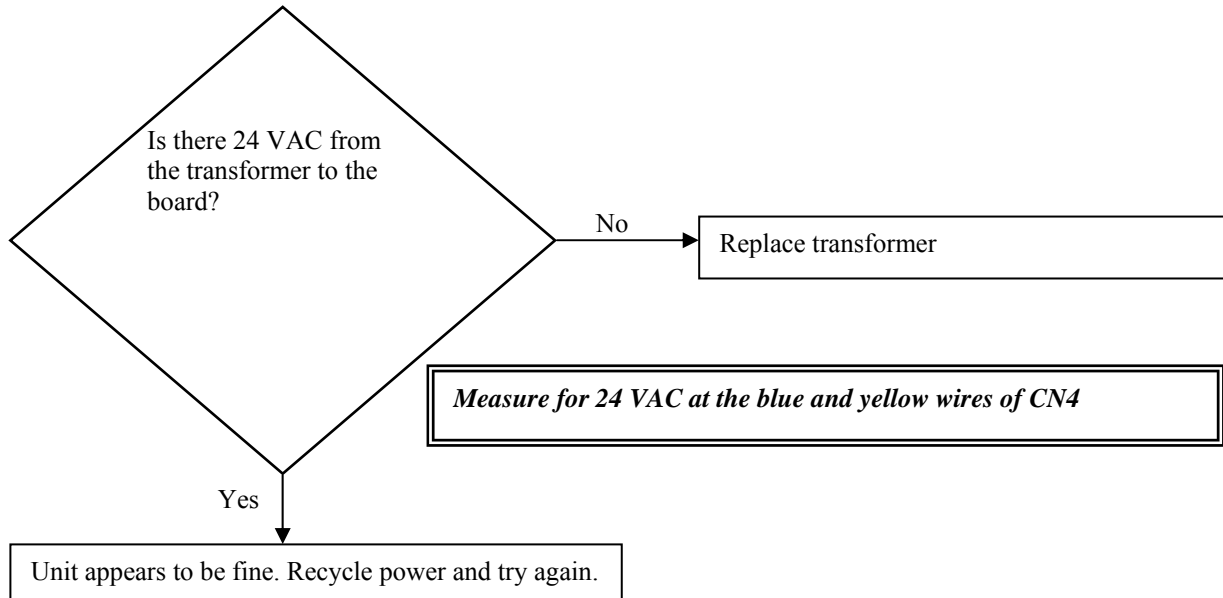 Is there 24 VAC from
the transformer to the
board?
No
Replace transformer
Measure for 24 VAC at the blue and yellow wires of CN4
Yes
Unit appears to be fine. Recycle power and try again.